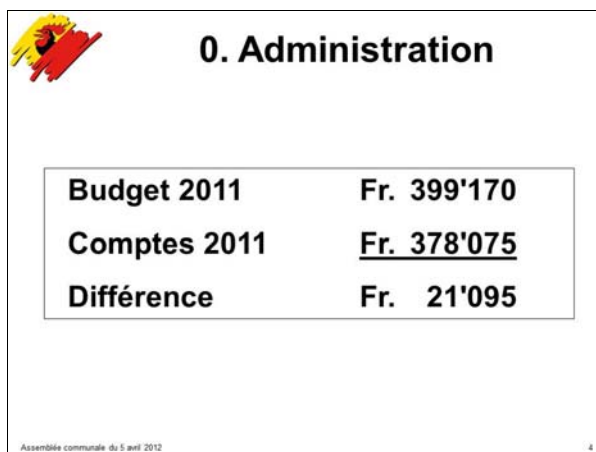 0. Administration
Budget 2011 Fr. 399'170
Comptes 2011 Fr. 378'075
Différence Fr. 21'095
Assemblée communale du 5 avril 2012 4